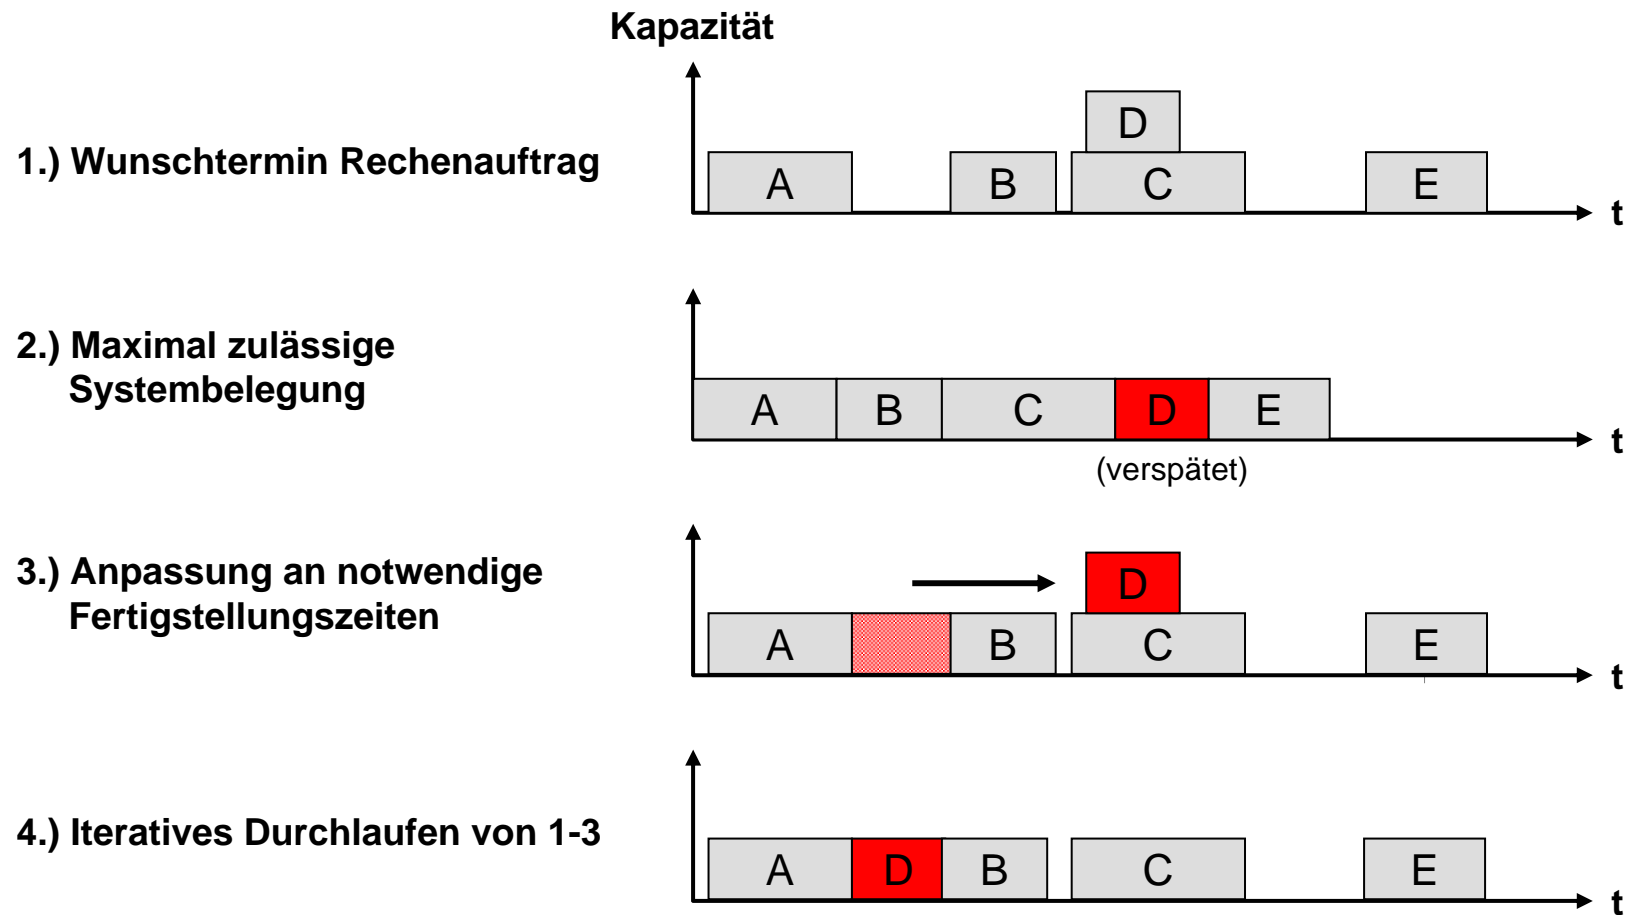 Kapazität
1.) Wunschtermin Rechenauftrag
D
A B C E
t
2.) Maximal zulässige
Systembelegung
A B C D E
t
(verspätet)
3.) Anpassung an notwendige
Fertigstellungszeiten
D
A B C E
t
4.) Iteratives Durchlaufen von 1-3
A D B C E
t